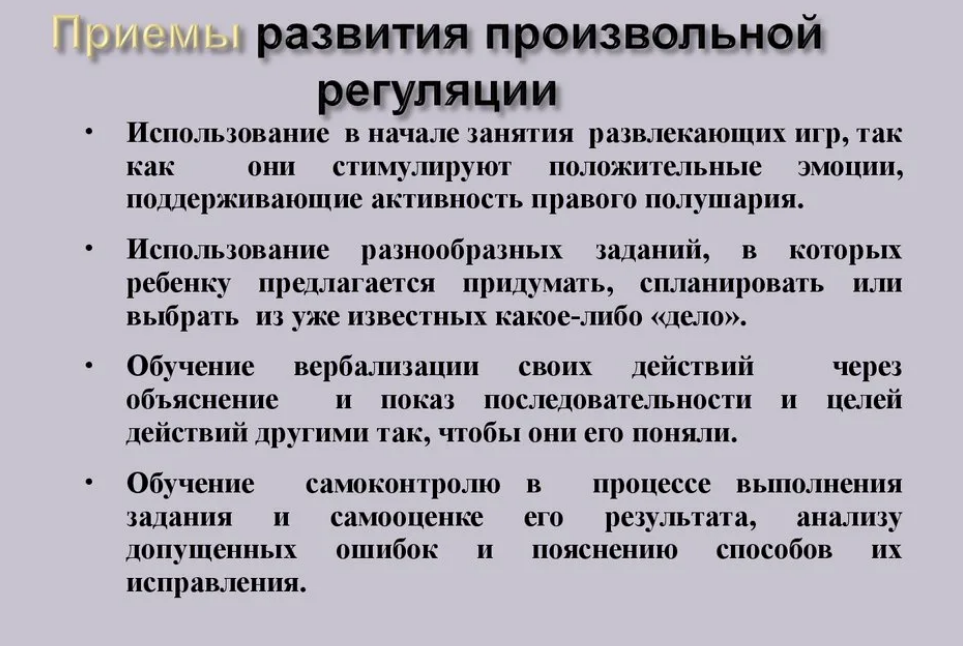 Приемы развития произвольной
регуляции
• Использование в начале занятия развлекающих игр, так
как они стимулируют положительные эмоции,
поддерживающие активность правого полушария.
• Использование разнообразных заданий, в которых
ребенку предлагается придумать, спланировать или
выбрать из уже известных какое-либо «дело».
• Обучение вербализации своих действий через
объяснение и показ последовательности и целей
действий другими так, чтобы они его поняли.
• Обучение самоконтролю в процессе выполнения
задания и самооценке его результата, анализу
допущенных ошибок и пояснению способов их
исправления.